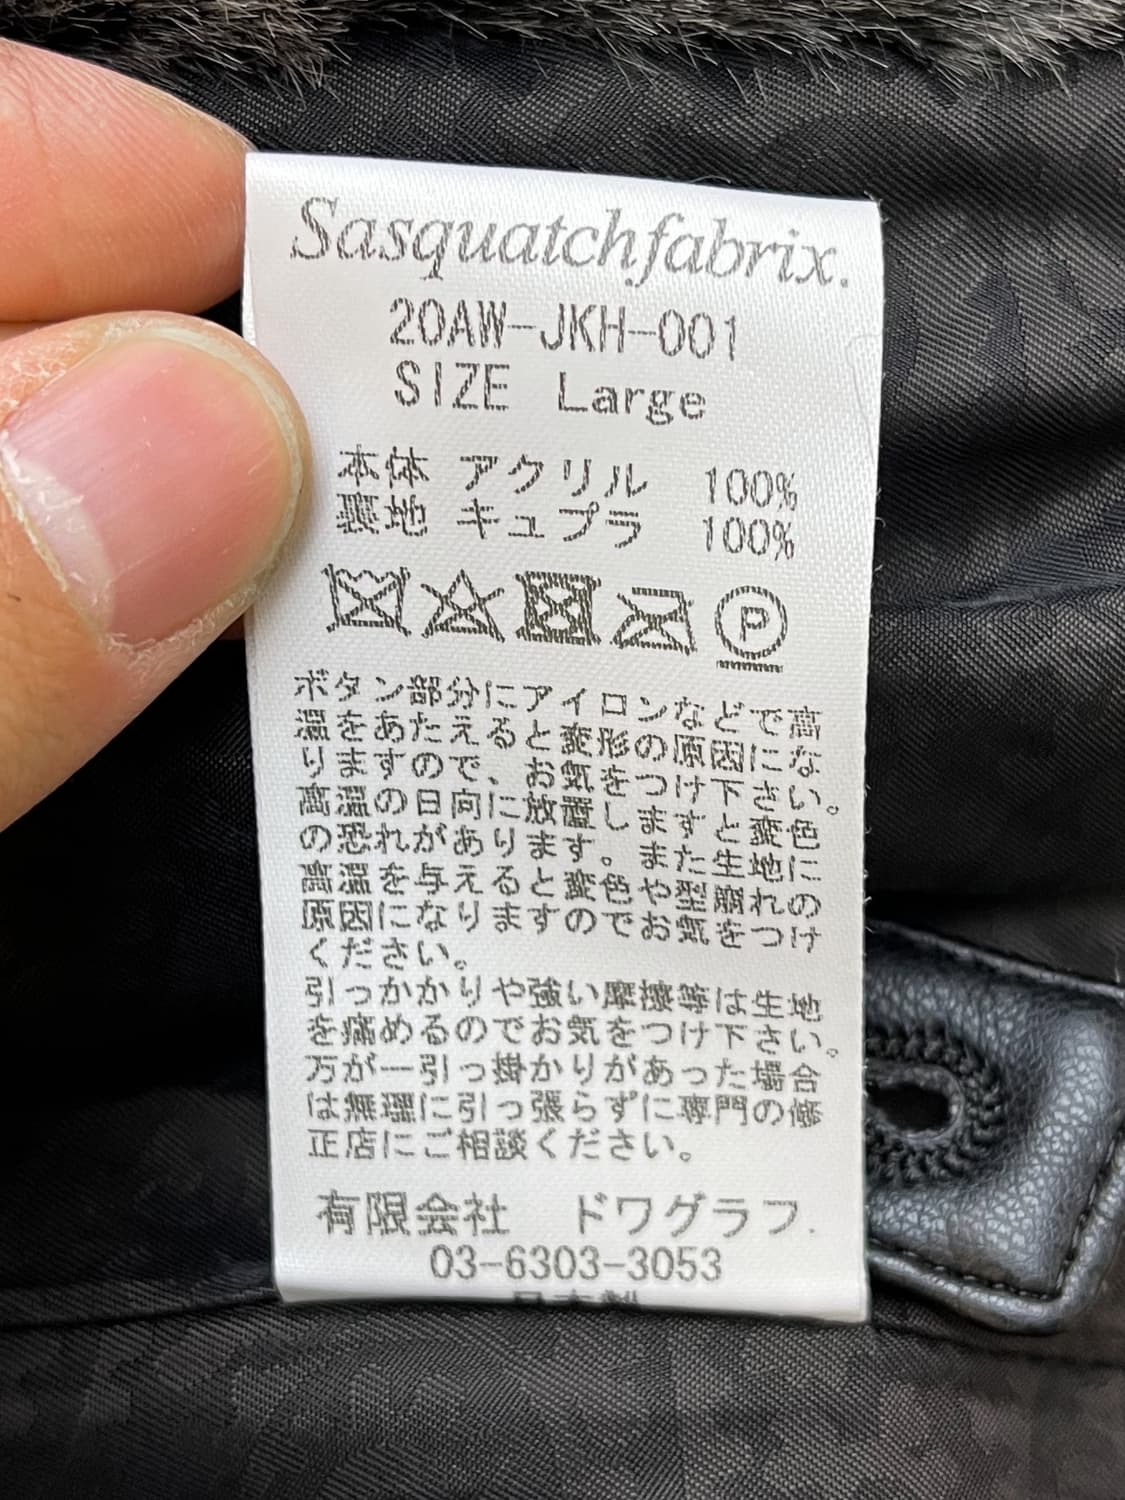 Sasquatchfabrix.
20AW-JKH-001
SIZE Large
本体 アクリル 100%
裏地 キュプラ 100%
P
ボタン部分にアイロンなどで高
温をあたえると変形の原因にな
りますので、お気をつけ下さい。
高温の日向に放置しますと変色
の恐れがあります。また生地に
高温を与えると変色や型崩れの
原因になりますのでお気をつけ
ください。
引っかかりや強い摩擦等は生地
を痛めるのでお気をつけ下さい。
万が一引っ掛かりがあった場合
は無理に引っ張らずに専門の修
正店にご相談ください。
有限会社 ドワグラフ.
03-6303-3053
日本製